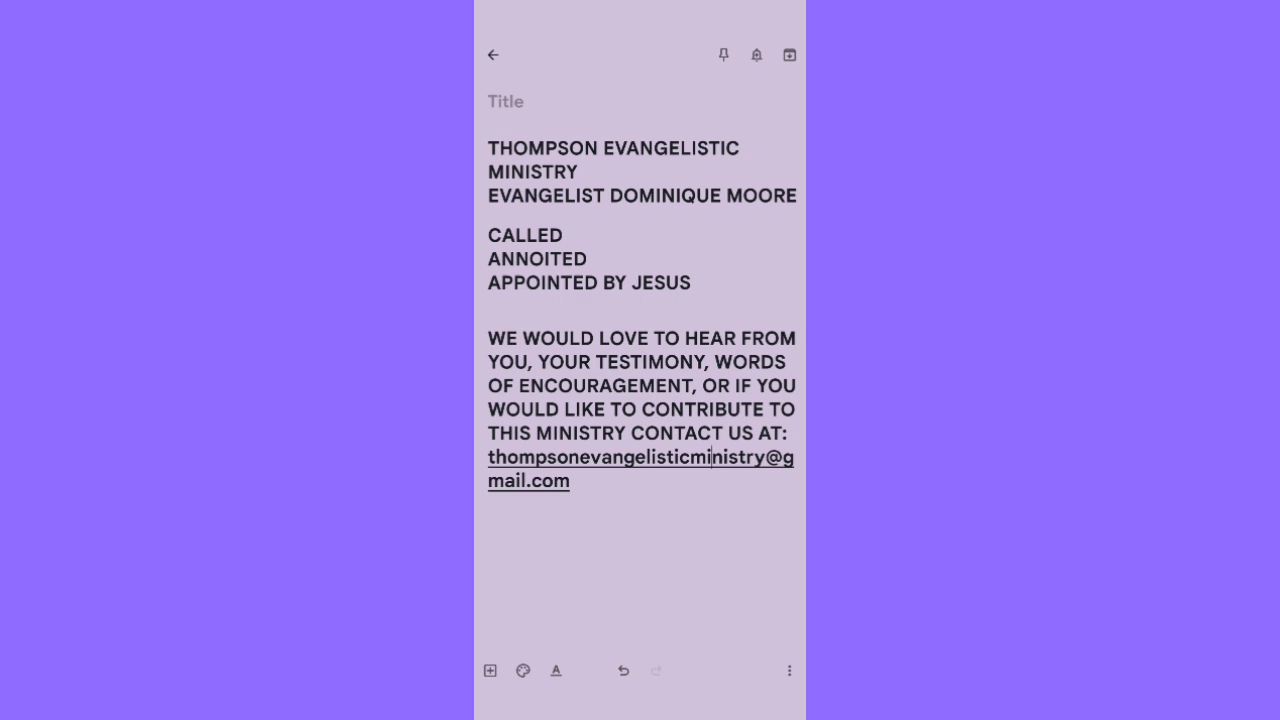 Title
THOMPSON EVANGELISTIC
MINISTRY
EVANGELIST DOMINIQUE MOORE
CALLED
ANNOITED
APPOINTED BY JESUS
WE WOULD LOVE TO HEAR FROM
YOU, YOUR TESTIMONY, WORDS
OF ENCOURAGEMENT, OR IF YOU
WOULD LIKE TO CONTRIBUTE TO
THIS MINISTRY CONTACT US AT:
thompsonevangelisticministry@g
mail.com